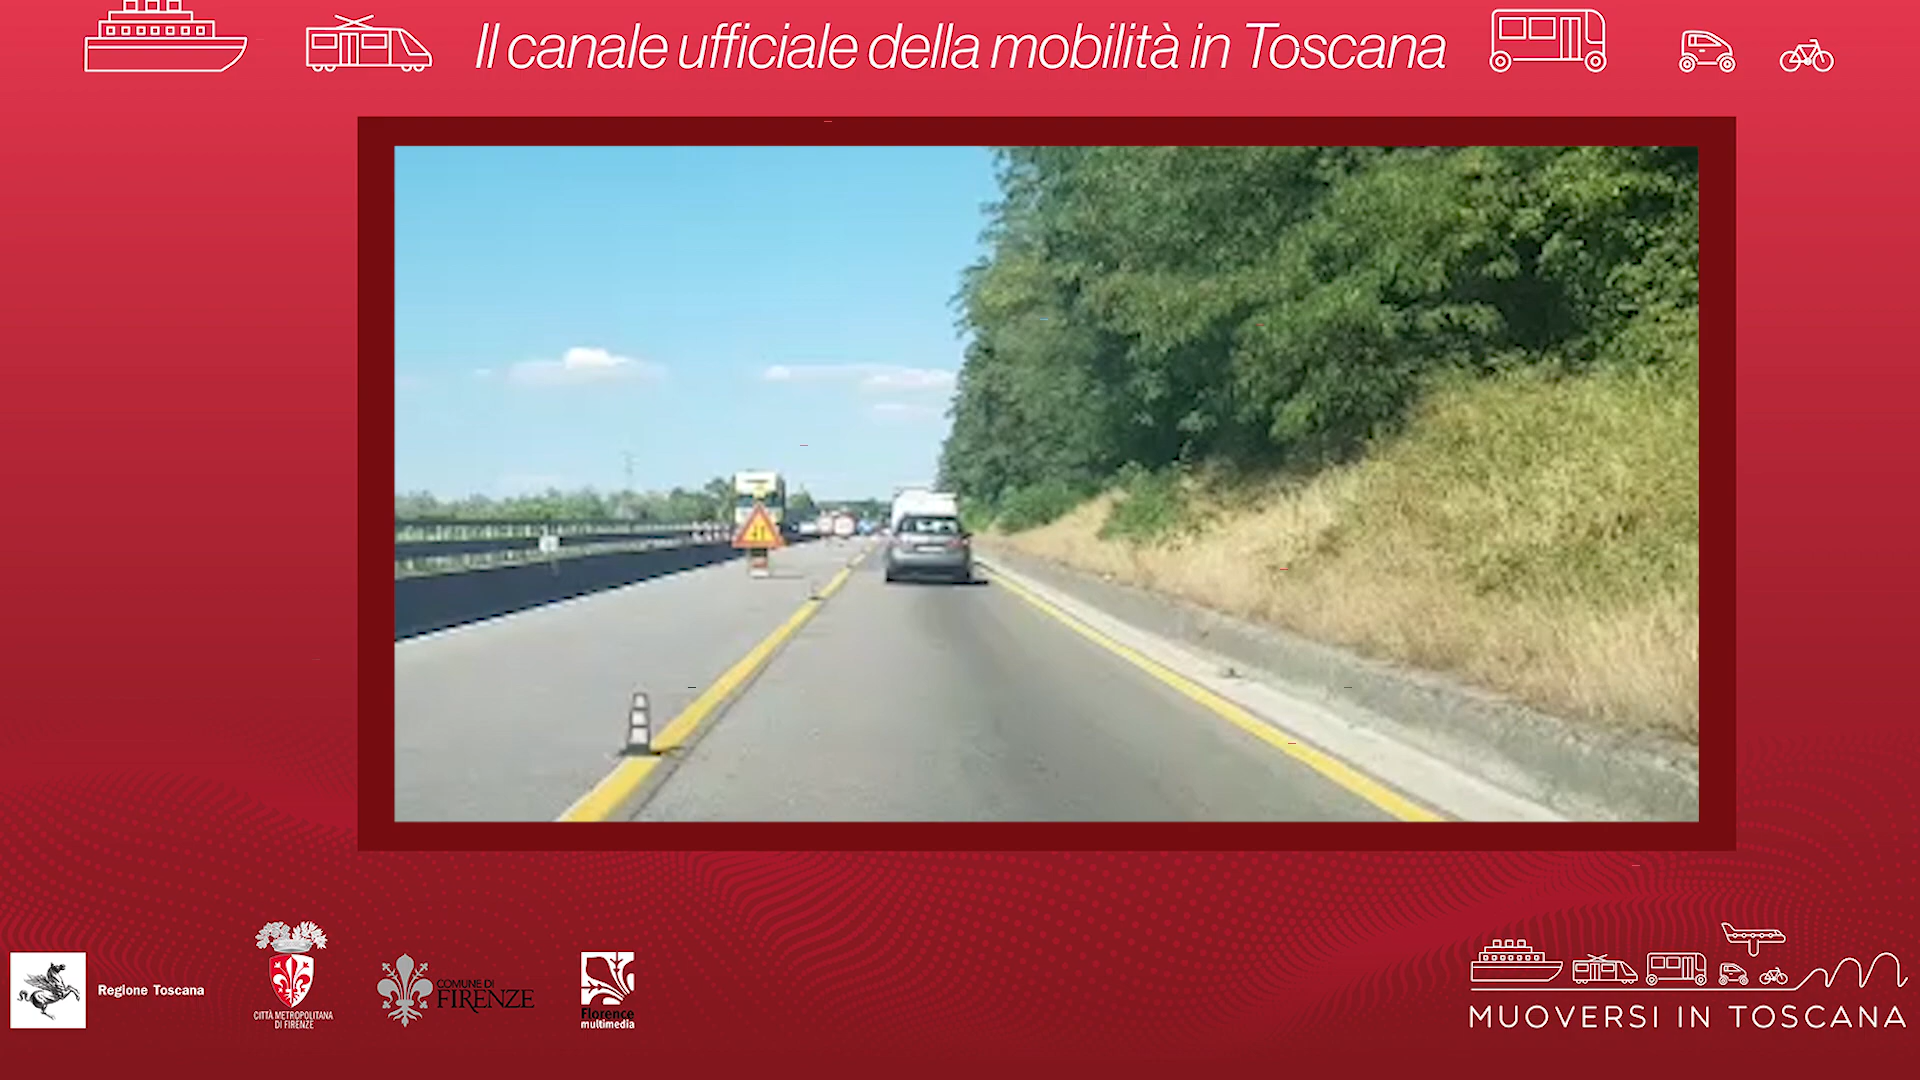 Il canale ufficiale della mobilità in Toscana
Regione Toscana
CITTÀ METROPOLITANA
DI FIRENZE
COMUNE DI
FIRENZE
Florence
multimedia
MUOVERSI IN TOSCANA